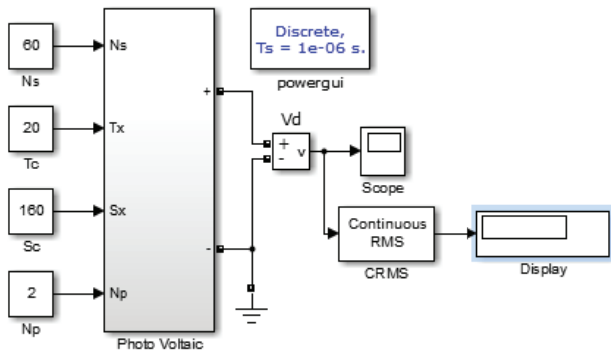 60
Ns
20
Tc
160
Sc
2
Np
Ns
Tx
Sx
Np
+
-
Photo Voltaic
Discrete,
Ts = 1e-06 s.
powergui
Vd
+
-
v
Scope
Continuous
RMS
CRMS
Display